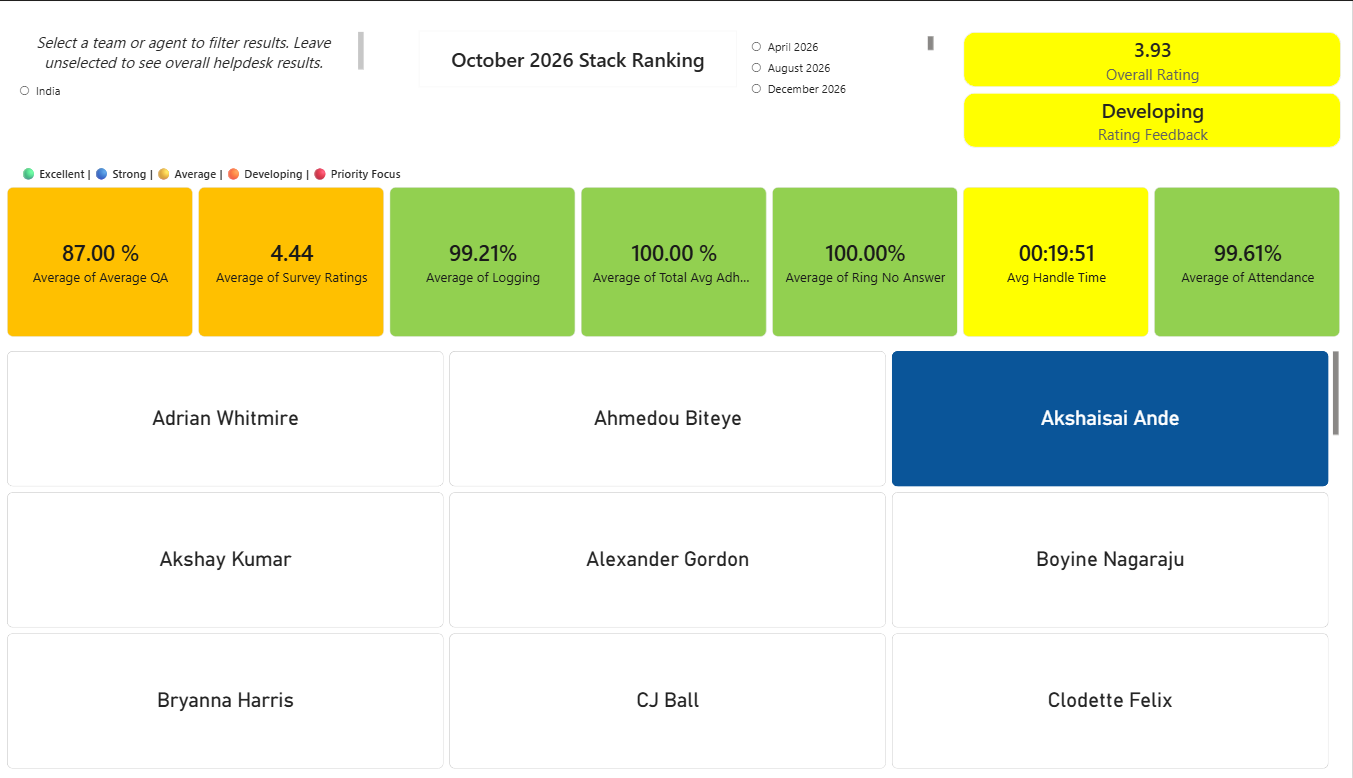 Select a team or agent to filter results. Leave
unselected to see overall helpdesk results.
India
October 2026 Stack Ranking
April 2026
August 2026
December 2026
3.93
Overall Rating
Developing
Rating Feedback
Excellent | Strong | Average | Developing | Priority Focus
87.00 %
Average of Average QA
4.44
Average of Survey Ratings
99.21%
Average of Logging
100.00 %
Average of Total Avg Adh...
100.00%
Average of Ring No Answer
00:19:51
Avg Handle Time
99.61%
Average of Attendance
Adrian Whitmire
Ahmedou Biteye
Akshaisai Ande
Akshay Kumar
Alexander Gordon
Boyine Nagaraju
Bryanna Harris
CJ Ball
Clodette Felix